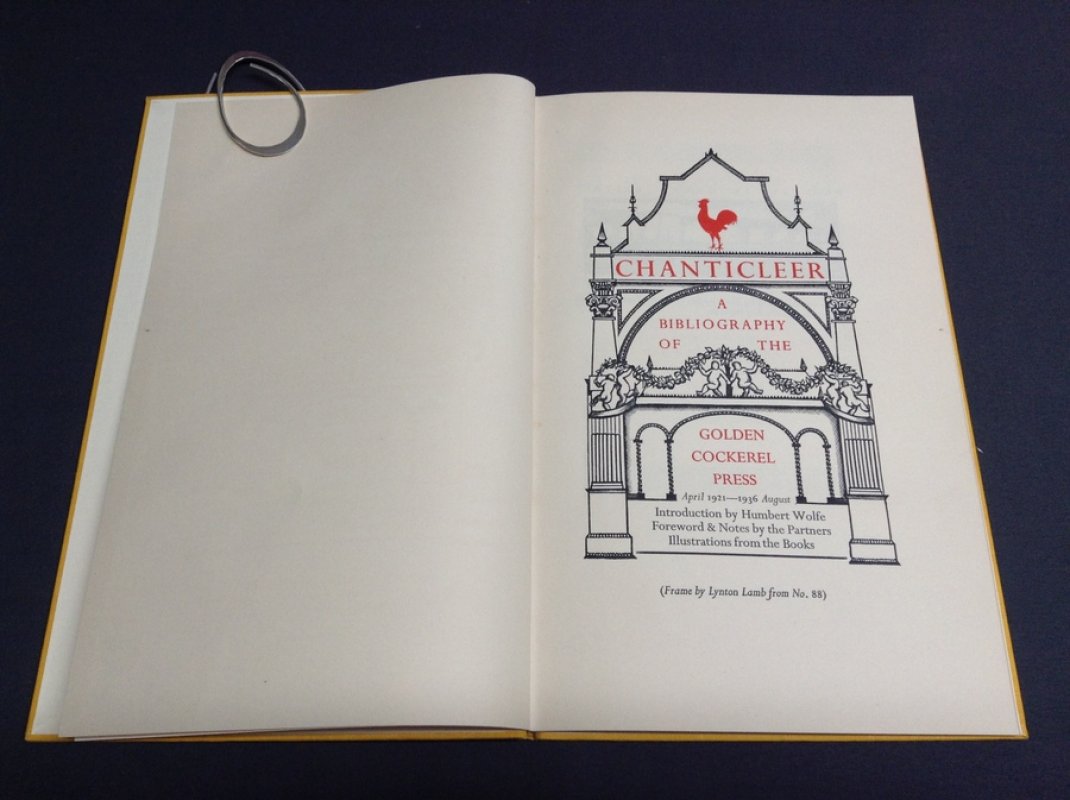 CHANTICLEER
A
BIBLIOGRAPHY
OF THE
GOLDEN
COCKEREL
PRESS
April 1921—1936 August
Introduction by Humbert Wolfe
Foreword & Notes by the Partners
Illustrations from the Books
(Frame by Lynton Lamb from No. 88)